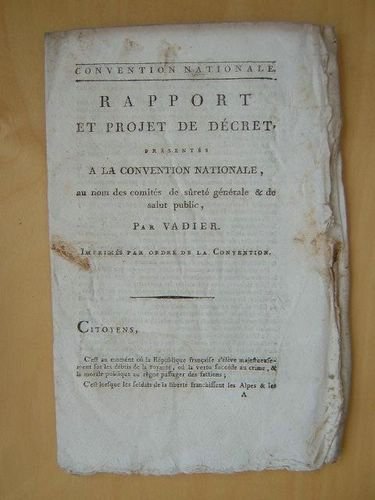 CONVENTION NATIONALE.
RAPPORT
ET PROJET DE DÉCRET,
PRÉSENTÉS
A LA CONVENTION NATIONALE,
au nom des comités de sûreté générale & de
salut public,
PAR VADIER.
IMPRIMÉS PAR ORDRE DE LA CONVENTION.
CITOYENS,
C'est au moment où la République française s'élève majestueuse-
ment sur les débris de la royauté, où la vertu succède au crime, &
la morale publique au règne passager des factions;
C'est lorsque les soldats de la liberté franchissent les Alpes & les
A